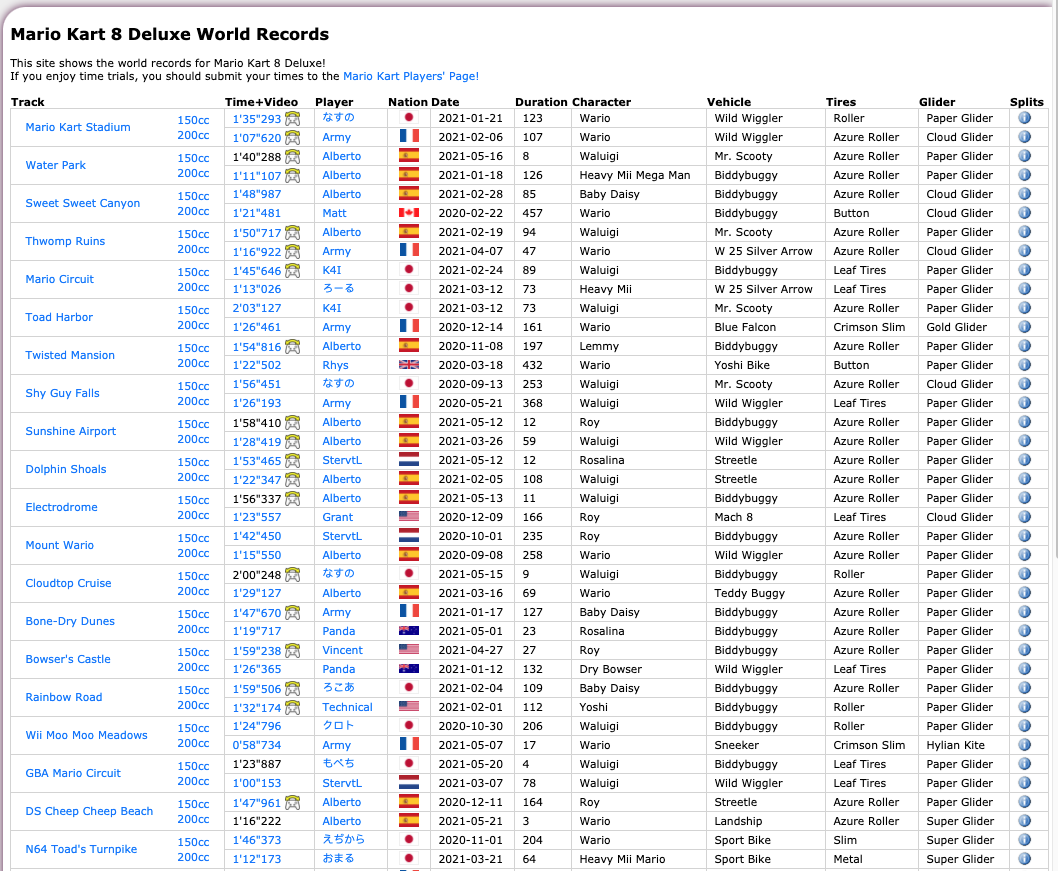 Mario Kart 8 Deluxe World Records
This site shows the world records for Mario Kart 8 Deluxe!
If you enjoy time trials, you should submit your times to the Mario Kart Players' Page!
Track Time+Video Player Nation Date Duration Character Vehicle Tires Glider Splits
Mario Kart Stadium 150cc 1'35"293 なすの 2021-01-21 123 Wario Wild Wiggler Roller Paper Glider
200cc 1'07"620 Army 2021-02-06 107 Wario Wild Wiggler Azure Roller Cloud Glider
Water Park 150cc 1'40"288 Alberto 2021-05-16 8 Waluigi Mr. Scooty Azure Roller Paper Glider
200cc 1'11"107 Alberto 2021-01-18 126 Heavy Mii Mega Man Biddybuggy Azure Roller Paper Glider
Sweet Sweet Canyon 150cc 1'48"987 Alberto 2021-02-28 85 Baby Daisy Biddybuggy Azure Roller Cloud Glider
200cc 1'21"481 Matt 2020-02-22 457 Wario Biddybuggy Button Cloud Glider
Thwomp Ruins 150cc 1'50"717 Alberto 2021-02-19 94 Waluigi Mr. Scooty Azure Roller Paper Glider
200cc 1'16"922 Army 2021-04-07 47 Wario W 25 Silver Arrow Azure Roller Cloud Glider
Mario Circuit 150cc 1'45"646 K4I 2021-02-24 89 Waluigi Biddybuggy Leaf Tires Paper Glider
200cc 1'13"026 ろーる 2021-03-12 73 Heavy Mii W 25 Silver Arrow Leaf Tires Paper Glider
Toad Harbor 150cc 2'03"127 K4I 2021-03-12 73 Waluigi Mr. Scooty Azure Roller Paper Glider
200cc 1'26"461 Army 2020-12-14 161 Wario Blue Falcon Crimson Slim Gold Glider
Twisted Mansion 150cc 1'54"816 Alberto 2020-11-08 197 Lemmy Biddybuggy Azure Roller Paper Glider
200cc 1'22"502 Rhys 2020-03-18 432 Wario Yoshi Bike Button Paper Glider
Shy Guy Falls 150cc 1'56"451 なすの 2020-09-13 253 Waluigi Mr. Scooty Azure Roller Cloud Glider
200cc 1'26"193 Army 2020-05-21 368 Waluigi Wild Wiggler Azure Roller Paper Glider
Sunshine Airport 150cc 1'58"410 Alberto 2021-05-12 12 Roy Biddybuggy Azure Roller Paper Glider
200cc 1'28"419 Alberto 2021-03-26 59 Waluigi Wild Wiggler Azure Roller Paper Glider
Dolphin Shoals 150cc 1'53"465 StervtL 2021-05-12 12 Rosalina Streetle Azure Roller Paper Glider
200cc 1'22"347 Alberto 2021-02-05 108 Waluigi Streetle Azure Roller Paper Glider
Electrodrome 150cc 1'56"337 Alberto 2021-05-13 11 Waluigi Biddybuggy Azure Roller Paper Glider
200cc 1'23"557 Grant 2020-12-09 166 Roy Mach 8 Leaf Tires Cloud Glider
Mount Wario 150cc 1'42"450 StervtL 2020-10-01 235 Roy Biddybuggy Azure Roller Paper Glider
200cc 1'15"550 Alberto 2020-09-08 258 Wario Wild Wiggler Azure Roller Paper Glider
Cloudtop Cruise 150cc 2'00"248 なすの 2021-05-15 9 Waluigi Biddybuggy Roller Paper Glider
200cc 1'29"127 Alberto 2021-03-16 69 Wario Teddy Buggy Azure Roller Paper Glider
Bone-Dry Dunes 150cc 1'47"670 Army 2021-01-17 127 Baby Daisy Biddybuggy Azure Roller Paper Glider
200cc 1'19"717 Panda 2021-05-01 23 Rosalina Biddybuggy Azure Roller Paper Glider
Bowser's Castle 150cc 1'59"238 Vincent 2021-04-27 27 Roy Biddybuggy Azure Roller Paper Glider
200cc 1'26"365 Panda 2021-01-12 132 Dry Bowser Wild Wiggler Leaf Tires Paper Glider
Rainbow Road 150cc 1'59"506 ろこあ 2021-02-04 109 Baby Daisy Biddybuggy Azure Roller Paper Glider
200cc 1'32"174 Technical 2021-02-01 112 Yoshi Biddybuggy Roller Paper Glider
Wii Moo Moo Meadows 150cc 1'24"796 クロト 2020-10-30 206 Waluigi Biddybuggy Roller Paper Glider
200cc 0'58"734 Army 2021-05-07 17 Wario Sneeker Crimson Slim Hylian Kite
GBA Mario Circuit 150cc 1'23"887 もぺち 2021-05-20 4 Waluigi Biddybuggy Leaf Tires Paper Glider
200cc 1'00"153 StervtL 2021-03-07 78 Waluigi Wild Wiggler Leaf Tires Paper Glider
DS Cheep Cheep Beach 150cc 1'47"961 Alberto 2020-12-11 164 Roy Streetle Azure Roller Paper Glider
200cc 1'16"222 Alberto 2021-05-21 3 Wario Landship Azure Roller Super Glider
N64 Toad's Turnpike 150cc 1'46"373 えぢから 2020-11-01 204 Wario Sport Bike Slim Super Glider
200cc 1'12"173 おまる 2021-03-21 64 Heavy Mii Mario Sport Bike Metal Super Glider